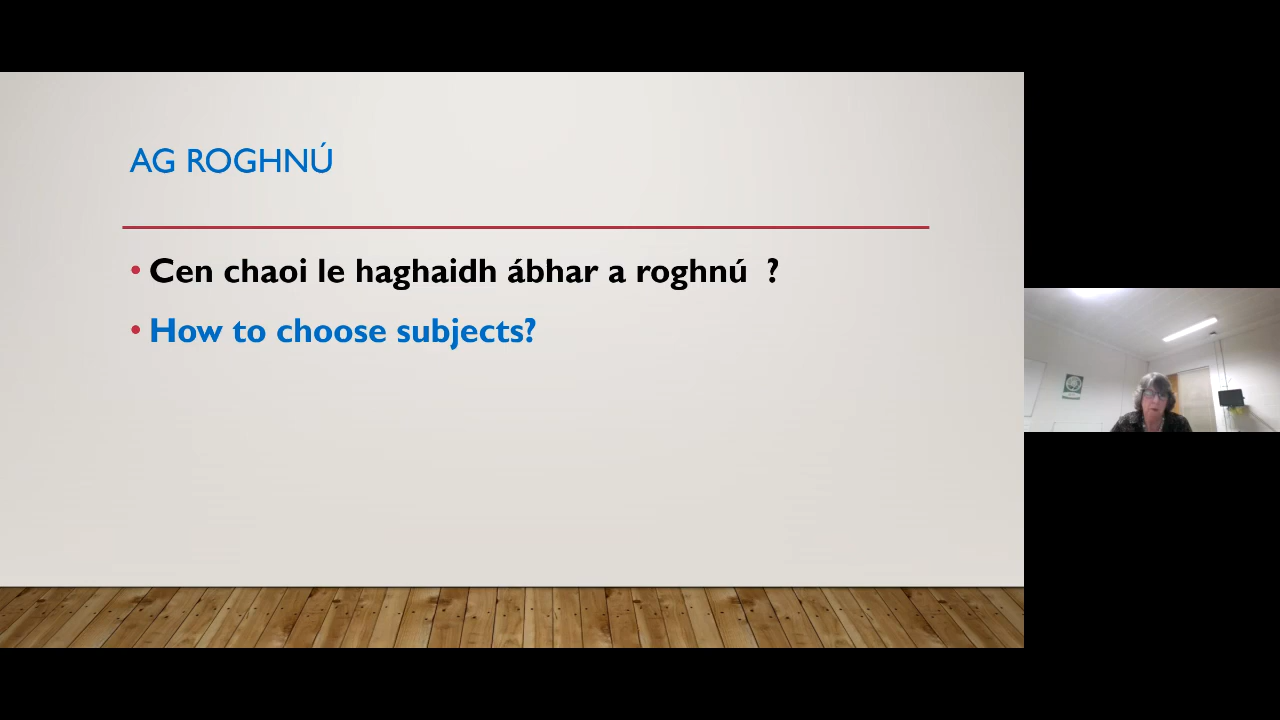 AG ROGHNÚ
• Cen chaoi le haghaidh ábhar a roghnú ?
• How to choose subjects?